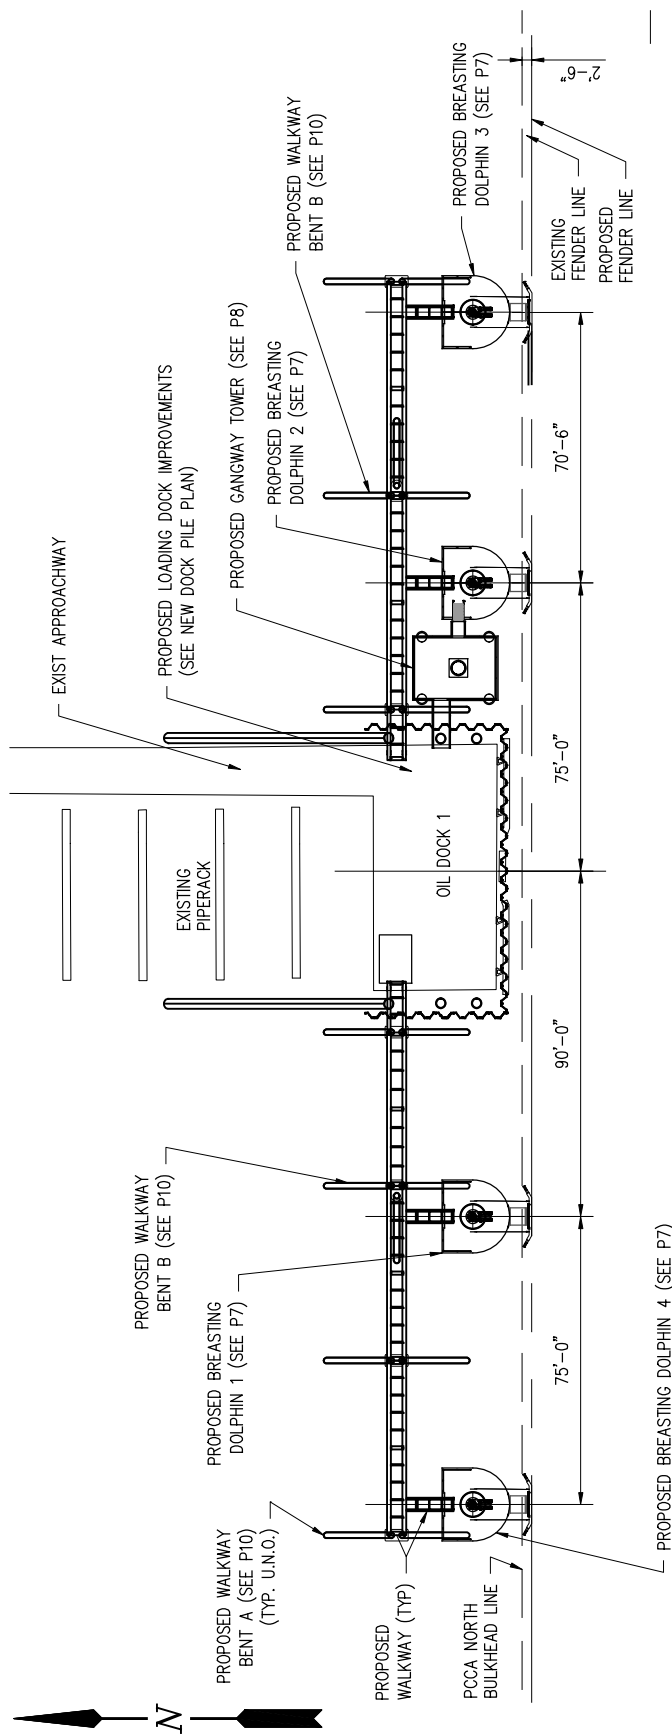 N
EXIST APPROACHWAY
PROPOSED LOADING DOCK IMPROVEMENTS
(SEE NEW DOCK PILE PLAN)
PROPOSED GANGWAY TOWER (SEE P8)
PROPOSED BREASTING
DOLPHIN 2 (SEE P7)
PROPOSED WALKWAY
BENT B (SEE P10)
PROPOSED BREASTING
DOLPHIN 3 (SEE P7)
EXISTING
PIPERACK
PROPOSED WALKWAY
BENT B (SEE P10)
PROPOSED BREASTING
DOLPHIN 1 (SEE P7)
PROPOSED WALKWAY
BENT A (SEE P10)
(TYP. U.N.O.)
PROPOSED
WALKWAY (TYP)
PCCA NORTH
BULKHEAD LINE
OIL DOCK 1
EXISTING
FENDER LINE
PROPOSED
FENDER LINE
2'-6"
75'-0"
90'-0"
75'-0"
70'-6"
PROPOSED BREASTING DOLPHIN 4 (SEE P7)